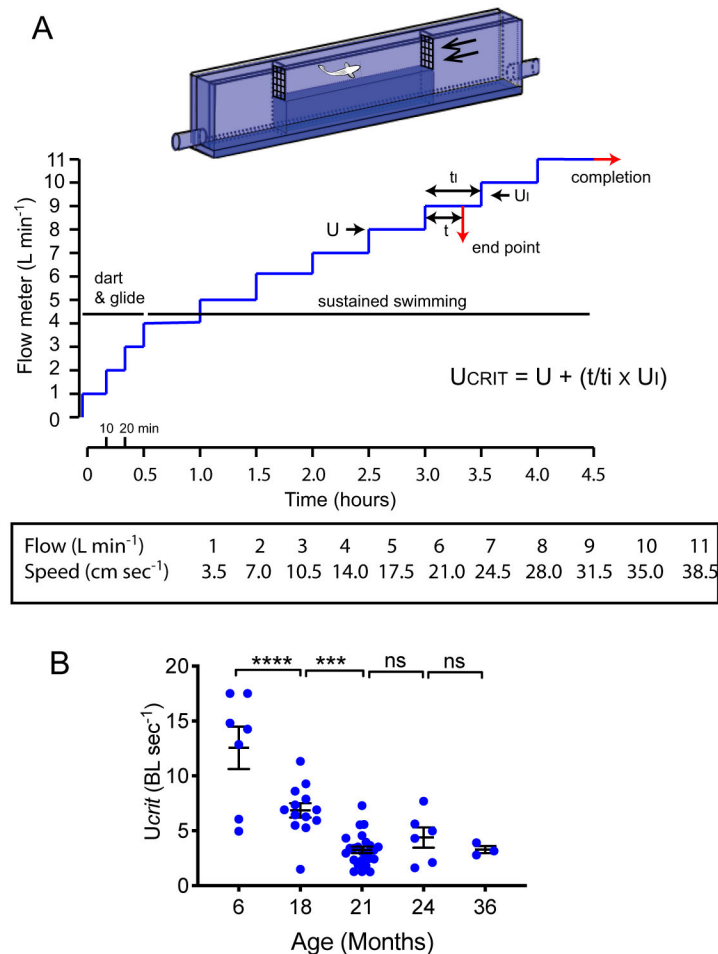 A
11
10
9
8
7
6
5
4
3
2
1
0
Flow meter (L min⁻¹)
dart
& glide
sustained swimming
U
tI
t
UI
end point
completion
UCRIT = U + (t/ti x UI)
10 20 min
0 0.5 1.0 1.5 2.0 2.5 3.0 3.5 4.0 4.5
Time (hours)
Flow (L min⁻¹) 1 2 3 4 5 6 7 8 9 10 11
Speed (cm sec⁻¹) 3.5 7.0 10.5 14.0 17.5 21.0 24.5 28.0 31.5 35.0 38.5
B
**** *** ns ns
20
15
10
5
0
Ucrit (BL sec⁻¹)
6 18 21 24 36
Age (Months)